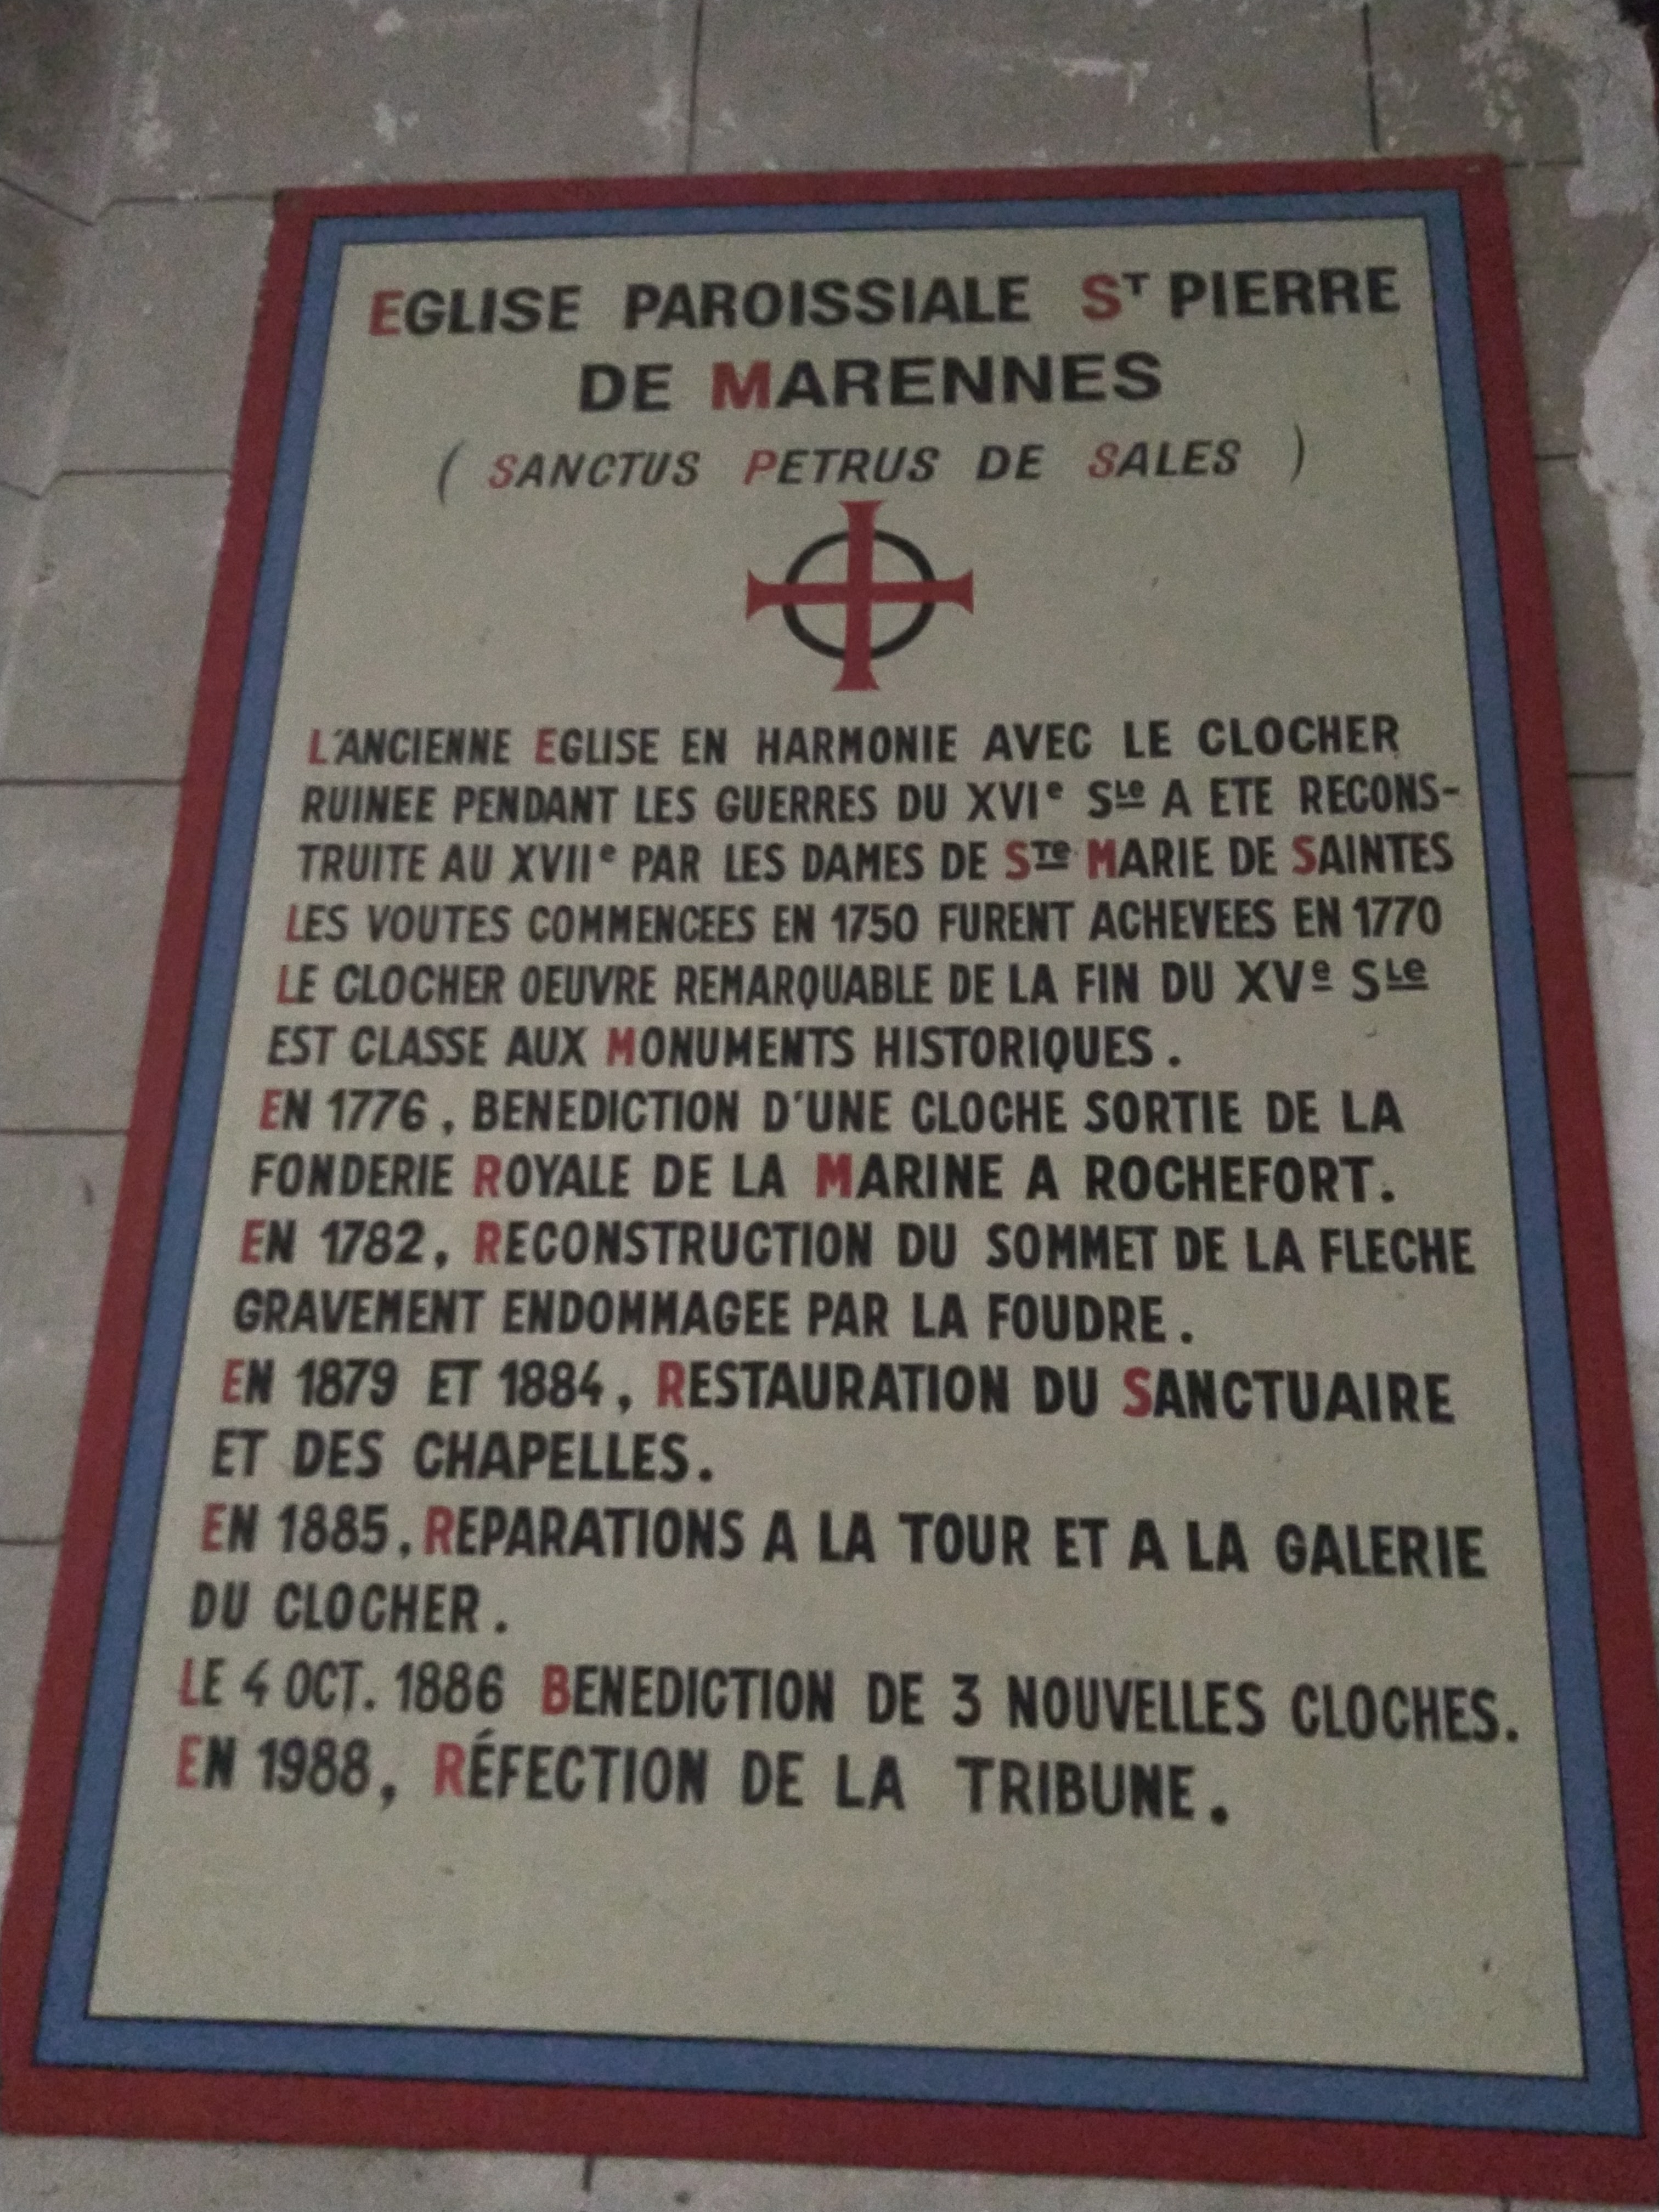 EGLISE PAROISSIALE ST PIERRE
DE MARENNES
( SANCTUS PETRUS DE SALES )
L'ANCIENNE EGLISE EN HARMONIE AVEC LE CLOCHER
RUINEE PENDANT LES GUERRES DU XVIe SLe A ETE RECONS-
TRUITE AU XVIIe PAR LES DAMES DE STe MARIE DE SAINTES
LES VOUTES COMMENCEES EN 1750 FURENT ACHEVEES EN 1770
LE CLOCHER OEUVRE REMARQUABLE DE LA FIN DU XVe SLe
EST CLASSE AUX MONUMENTS HISTORIQUES.
EN 1776, BENEDICTION D'UNE CLOCHE SORTIE DE LA
FONDERIE ROYALE DE LA MARINE A ROCHEFORT.
EN 1782, RECONSTRUCTION DU SOMMET DE LA FLECHE
GRAVEMENT ENDOMMAGEE PAR LA FOUDRE.
EN 1879 ET 1884, RESTAURATION DU SANCTUAIRE
ET DES CHAPELLES.
EN 1885, REPARATIONS A LA TOUR ET A LA GALERIE
DU CLOCHER.
LE 4 OCT. 1886 BENEDICTION DE 3 NOUVELLES CLOCHES.
EN 1988, RÉFECTION DE LA TRIBUNE.